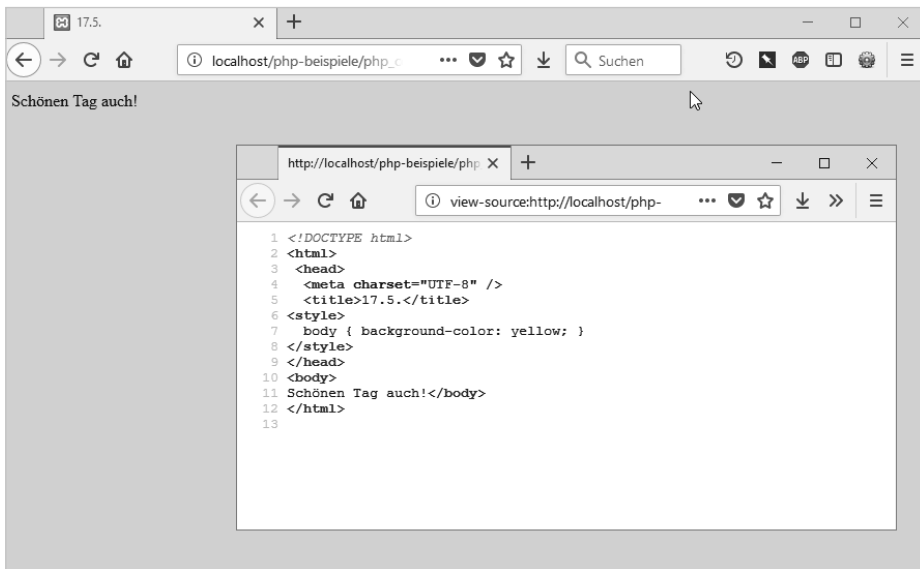 17.5.
localhost/php-beispiele/php_
Suchen
ABP
Schönen Tag auch!
http://localhost/php-beispiele/php
view-source:http://localhost/php-
1 <!DOCTYPE html>
2 <html>
3 <head>
4 <meta charset="UTF-8" />
5 <title>17.5.</title>
6 <style>
7 body { background-color: yellow; }
8 </style>
9 </head>
10 <body>
11 Schönen Tag auch!</body>
12 </html>
13